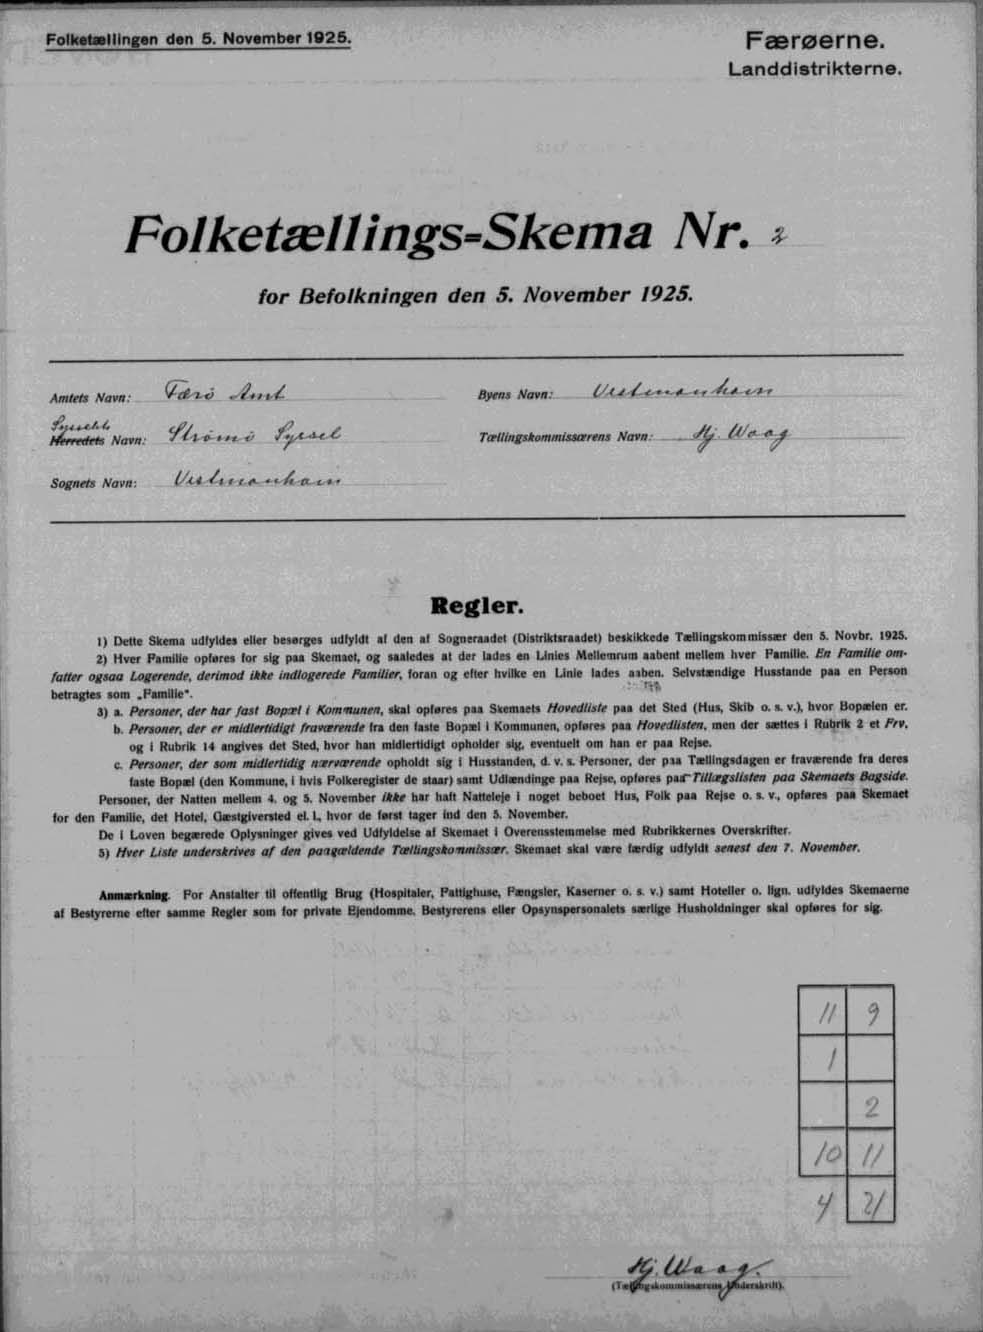 Folketællingen den 5. November 1925.
Færøerne.
Landdistrikterne.
Folketællings=Skema Nr. 2
for Befolkningen den 5. November 1925.
Amtets Navn: Færö Amt
Byens Navn: Vestmanhavn
Sysselets
Herredets Navn: Strömö Syssel
Tællingskommissærens Navn: Hj. Waag
Sognets Navn: Vestmanhavn
Regler.
1) Dette Skema udfyldes eller besørges udfyldt af den af Sogneraadet (Distriktsraadet) beskikkede Tællingskommissær den 5. Novbr. 1925.
2) Hver Familie opføres for sig paa Skemaet, og saaledes at der lades en Linies Mellemrum aabent mellem hver Familie. En Familie om-
fatter ogsaa Logerende, derimod ikke indlogerede Familier, foran og efter hvilke en Linie lades aaben. Selvstændige Husstande paa en Person
betragtes som „Familie".
3) a. Personer, der har fast Bopæl i Kommunen, skal opføres paa Skemaets Hovedliste paa det Sted (Hus, Skib o. s. v.), hvor Bopælen er.
b. Personer, der er midlertidigt fraværende fra den faste Bopæl i Kommunen, opføres paa Hovedlisten, men der sættes i Rubrik 2 et Frv,
og i Rubrik 14 angives det Sted, hvor han midlertidigt opholder sig, eventuelt om han er paa Rejse.
c. Personer, der som midlertidig nærværende opholdt sig i Husstanden, d. v. s. Personer, der paa Tællingsdagen er fraværende fra deres
faste Bopæl (den Kommune, i hvis Folkeregister de staar) samt Udlændinge paa Rejse, opføres paa Tillægslisten paa Skemaets Bagside.
Personer, der Natten mellem 4. og 5. November ikke har haft Natteleje i noget beboet Hus, Folk paa Rejse o. s. v., opføres paa Skemaet
for den Familie, det Hotel, Gæstgiversted el. l., hvor de først tager ind den 5. November.
De i Loven begærede Oplysninger gives ved Udfyldelse af Skemaet i Overensstemmelse med Rubrikkernes Overskrifter.
5) Hver Liste underskrives af den paagældende Tællingskommissær. Skemaet skal være færdig udfyldt senest den 7. November.
Anmærkning. For Anstalter til offentlig Brug (Hospitaler, Fattighuse, Fængsler, Kaserner o. s. v.) samt Hoteller o. lign. udfyldes Skemaerne
af Bestyrerne efter samme Regler som for private Ejendomme. Bestyrerens eller Opsynspersonalets særlige Husholdninger skal opføres for sig.
11 9
1
2
10 11
4 21
Hj. Waag.
(Tællingskommissærens Underskrift).